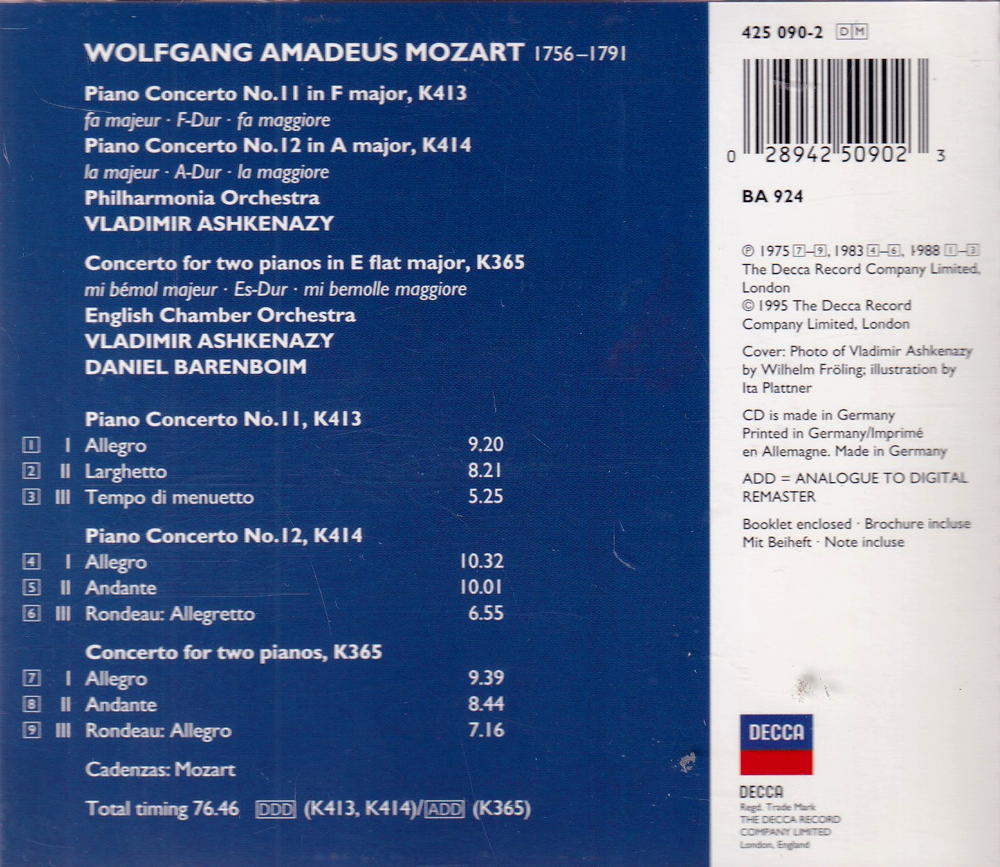 WOLFGANG AMADEUS MOZART 1756–1791
Piano Concerto No.11 in F major, K413
fa majeur · F-Dur · fa maggiore
Piano Concerto No.12 in A major, K414
la majeur · A-Dur · la maggiore
Philharmonia Orchestra
VLADIMIR ASHKENAZY
Concerto for two pianos in E flat major, K365
mi bémol majeur · Es-Dur · mi bemolle maggiore
English Chamber Orchestra
VLADIMIR ASHKENAZY
DANIEL BARENBOIM
Piano Concerto No.11, K413
1 I Allegro 9.20
2 II Larghetto 8.21
3 III Tempo di menuetto 5.25
Piano Concerto No.12, K414
4 I Allegro 10.32
5 II Andante 10.01
6 III Rondeau: Allegretto 6.55
Concerto for two pianos, K365
7 I Allegro 9.39
8 II Andante 8.44
9 III Rondeau: Allegro 7.16
Cadenzas: Mozart
Total timing 76.46 DDD (K413, K414)/ADD (K365)
425 090-2 DM
0 28942 50902 3
BA 924
℗ 1975 7–9, 1983 4–6, 1988 1–3
The Decca Record Company Limited,
London
© 1995 The Decca Record
Company Limited, London
Cover: Photo of Vladimir Ashkenazy
by Wilhelm Fröling; illustration by
Ita Plattner
CD is made in Germany
Printed in Germany/Imprimé
en Allemagne. Made in Germany
ADD = ANALOGUE TO DIGITAL
REMASTER
Booklet enclosed · Brochure incluse
Mit Beiheft · Note incluse
DECCA
DECCA
Regd. Trade Mark
THE DECCA RECORD
COMPANY LIMITED
London, England